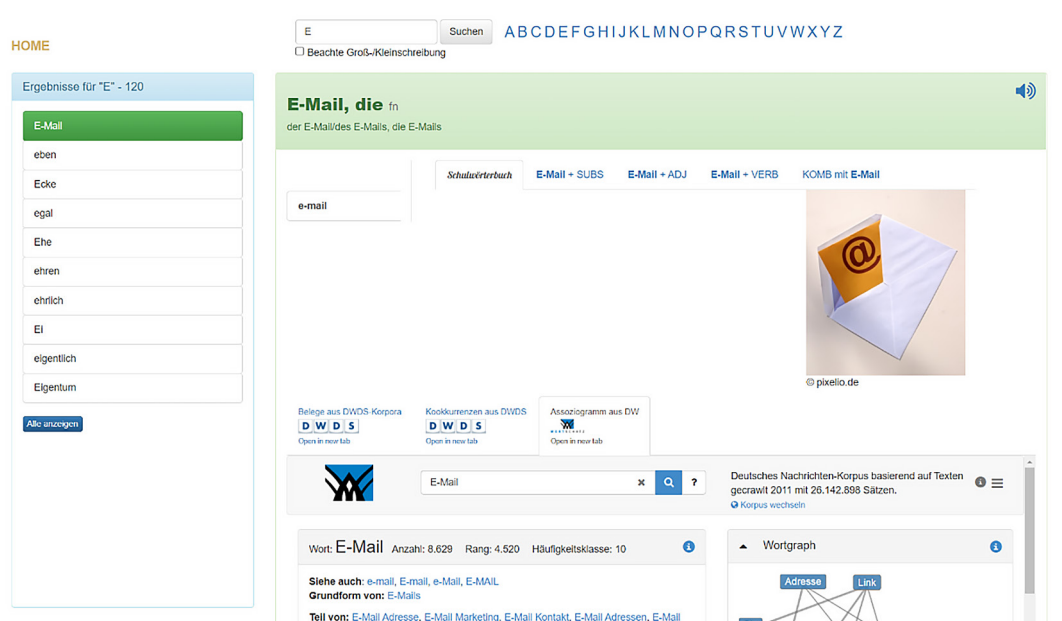 E
Suchen
A B C D E F G H I J K L M N O P Q R S T U V W X Y Z
HOME
Beachte Groß-/Kleinschreibung
Ergebnisse für "E" - 120
E-Mail
eben
Ecke
egal
Ehe
ehren
ehrlich
Ei
eigentlich
Eigentum
Alle anzeigen
E-Mail, die fn
der E-Mail/des E-Mails, die E-Mails
Schulwörterbuch
E-Mail + SUBS
E-Mail + ADJ
E-Mail + VERB
KOMB mit E-Mail
e-mail
@
© pixelio.de
Belege aus DWDS-Korpora
DWDS
Open in new tab
Kookkurrenzen aus DWDS
DWDS
Open in new tab
Assoziogramm aus DW
Open in new tab
E-Mail
?
Deutsches Nachrichten-Korpus basierend auf Texten
gecrawlt 2011 mit 26.142.898 Sätzen.
Korpus wechseln
Wort: E-Mail Anzahl: 8.629 Rang: 4.520 Häufigkeitsklasse: 10
Siehe auch: e-mail, E-mail, e-Mail, E-MAIL
Grundform von: E-Mails
Teil von: E-Mail Adresse, E-Mail Marketing, E-Mail Kontakt, E-Mail Adressen, E-Mail
Wortgraph
Adresse
Link